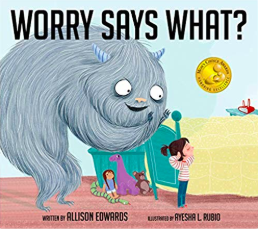 WORRY SAYS WHAT?
WRITTEN BY ALLISON EDWARDS
ILLUSTRATED BY AYESHA L. RUBIO